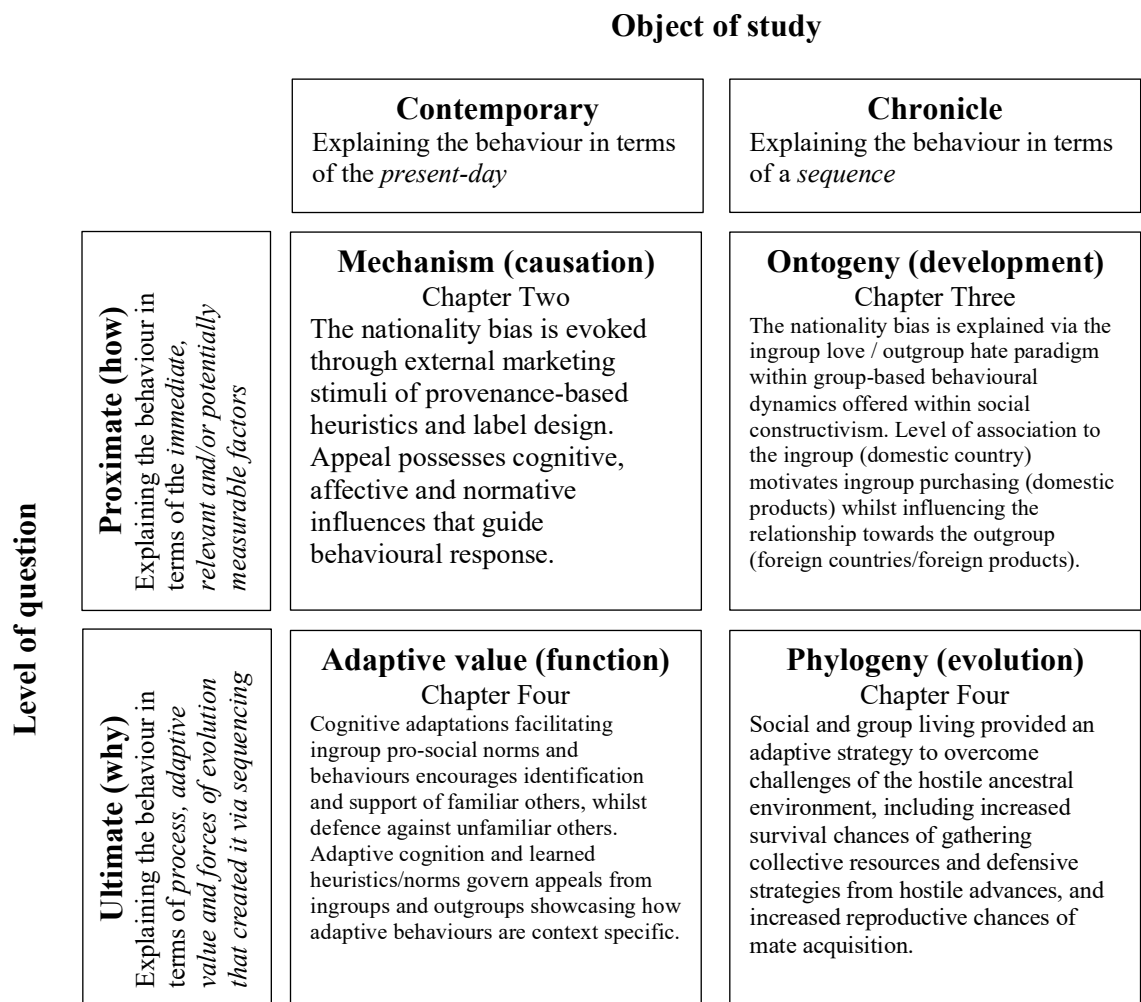 Object of study
Contemporary
Explaining the behaviour in terms
of the present-day
Chronicle
Explaining the behaviour in terms
of a sequence
Level of question
Proximate (how)
Explaining the behaviour in
terms of the immediate,
relevant and/or potentially
measurable factors
Mechanism (causation)
Chapter Two
The nationality bias is evoked
through external marketing
stimuli of provenance-based
heuristics and label design.
Appeal possesses cognitive,
affective and normative
influences that guide
behavioural response.
Ontogeny (development)
Chapter Three
The nationality bias is explained via the
ingroup love / outgroup hate paradigm
within group-based behavioural
dynamics offered within social
constructivism. Level of association to
the ingroup (domestic country)
motivates ingroup purchasing (domestic
products) whilst influencing the
relationship towards the outgroup
(foreign countries/foreign products).
Ultimate (why)
Explaining the behaviour in
terms of process, adaptive
value and forces of evolution
that created it via sequencing
Adaptive value (function)
Chapter Four
Cognitive adaptations facilitating
ingroup pro-social norms and
behaviours encourages identification
and support of familiar others, whilst
defence against unfamiliar others.
Adaptive cognition and learned
heuristics/norms govern appeals from
ingroups and outgroups showcasing how
adaptive behaviours are context specific.
Phylogeny (evolution)
Chapter Four
Social and group living provided an
adaptive strategy to overcome
challenges of the hostile ancestral
environment, including increased
survival chances of gathering
collective resources and defensive
strategies from hostile advances, and
increased reproductive chances of
mate acquisition.